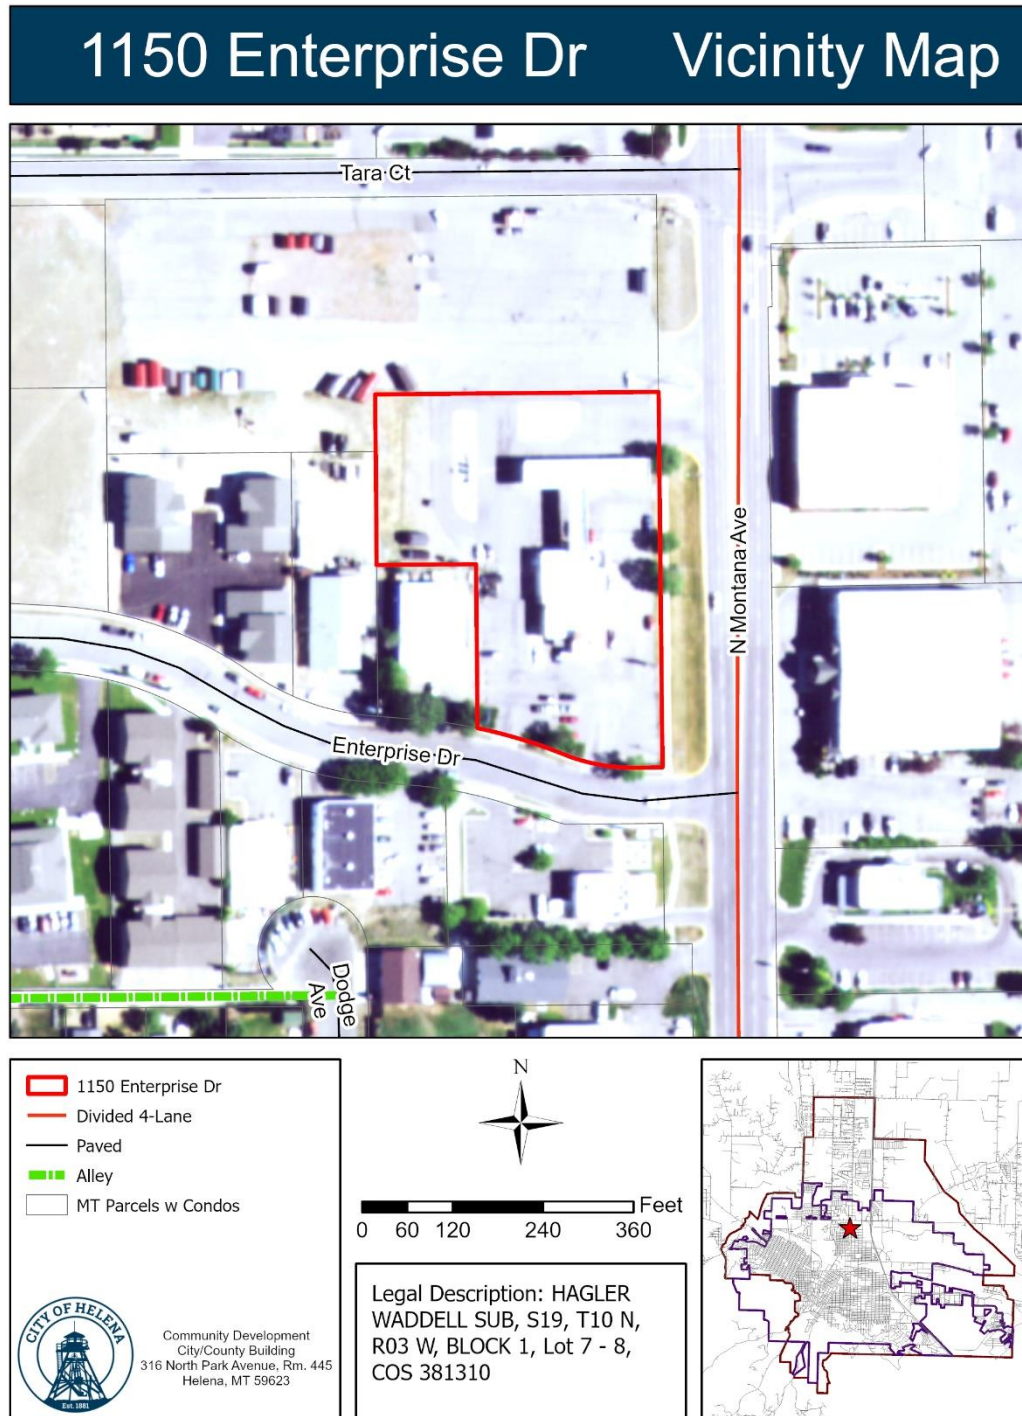 1150 Enterprise Dr Vicinity Map
Tara Ct
N Montana Ave
Enterprise Dr
Dodge
Ave
1150 Enterprise Dr
Divided 4-Lane
Paved
Alley
MT Parcels w Condos
N
Feet
0 60 120 240 360
Legal Description: HAGLER
WADDELL SUB, S19, T10 N,
R03 W, BLOCK 1, Lot 7 - 8,
COS 381310
CITY OF HELENA
Est. 1881
Community Development
City/County Building
316 North Park Avenue, Rm. 445
Helena, MT 59623